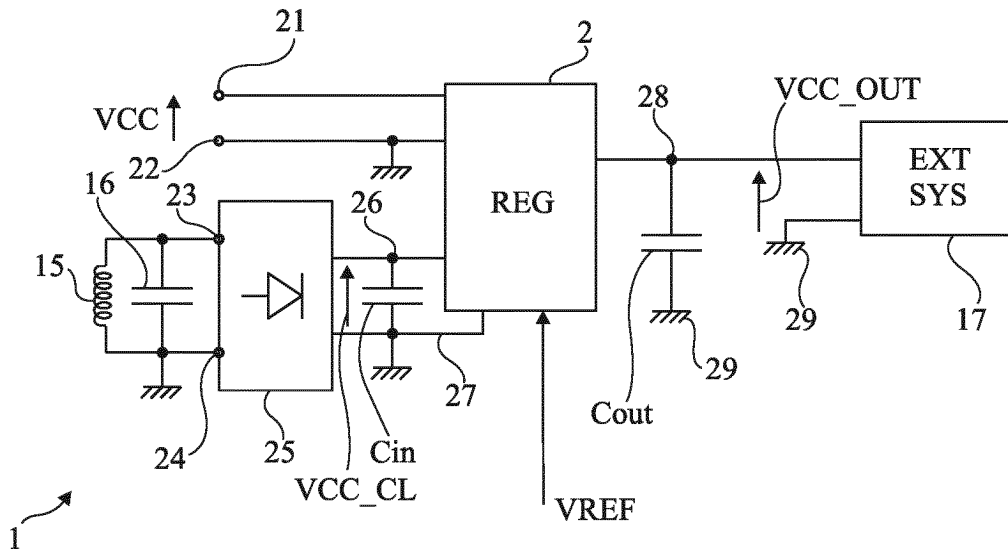 21
2
VCC
VCC_OUT
28
22
EXT
SYS
16
23
26
REG
15
29
17
29
27
Cout
24
25
Cin
VCC_CL
VREF
1